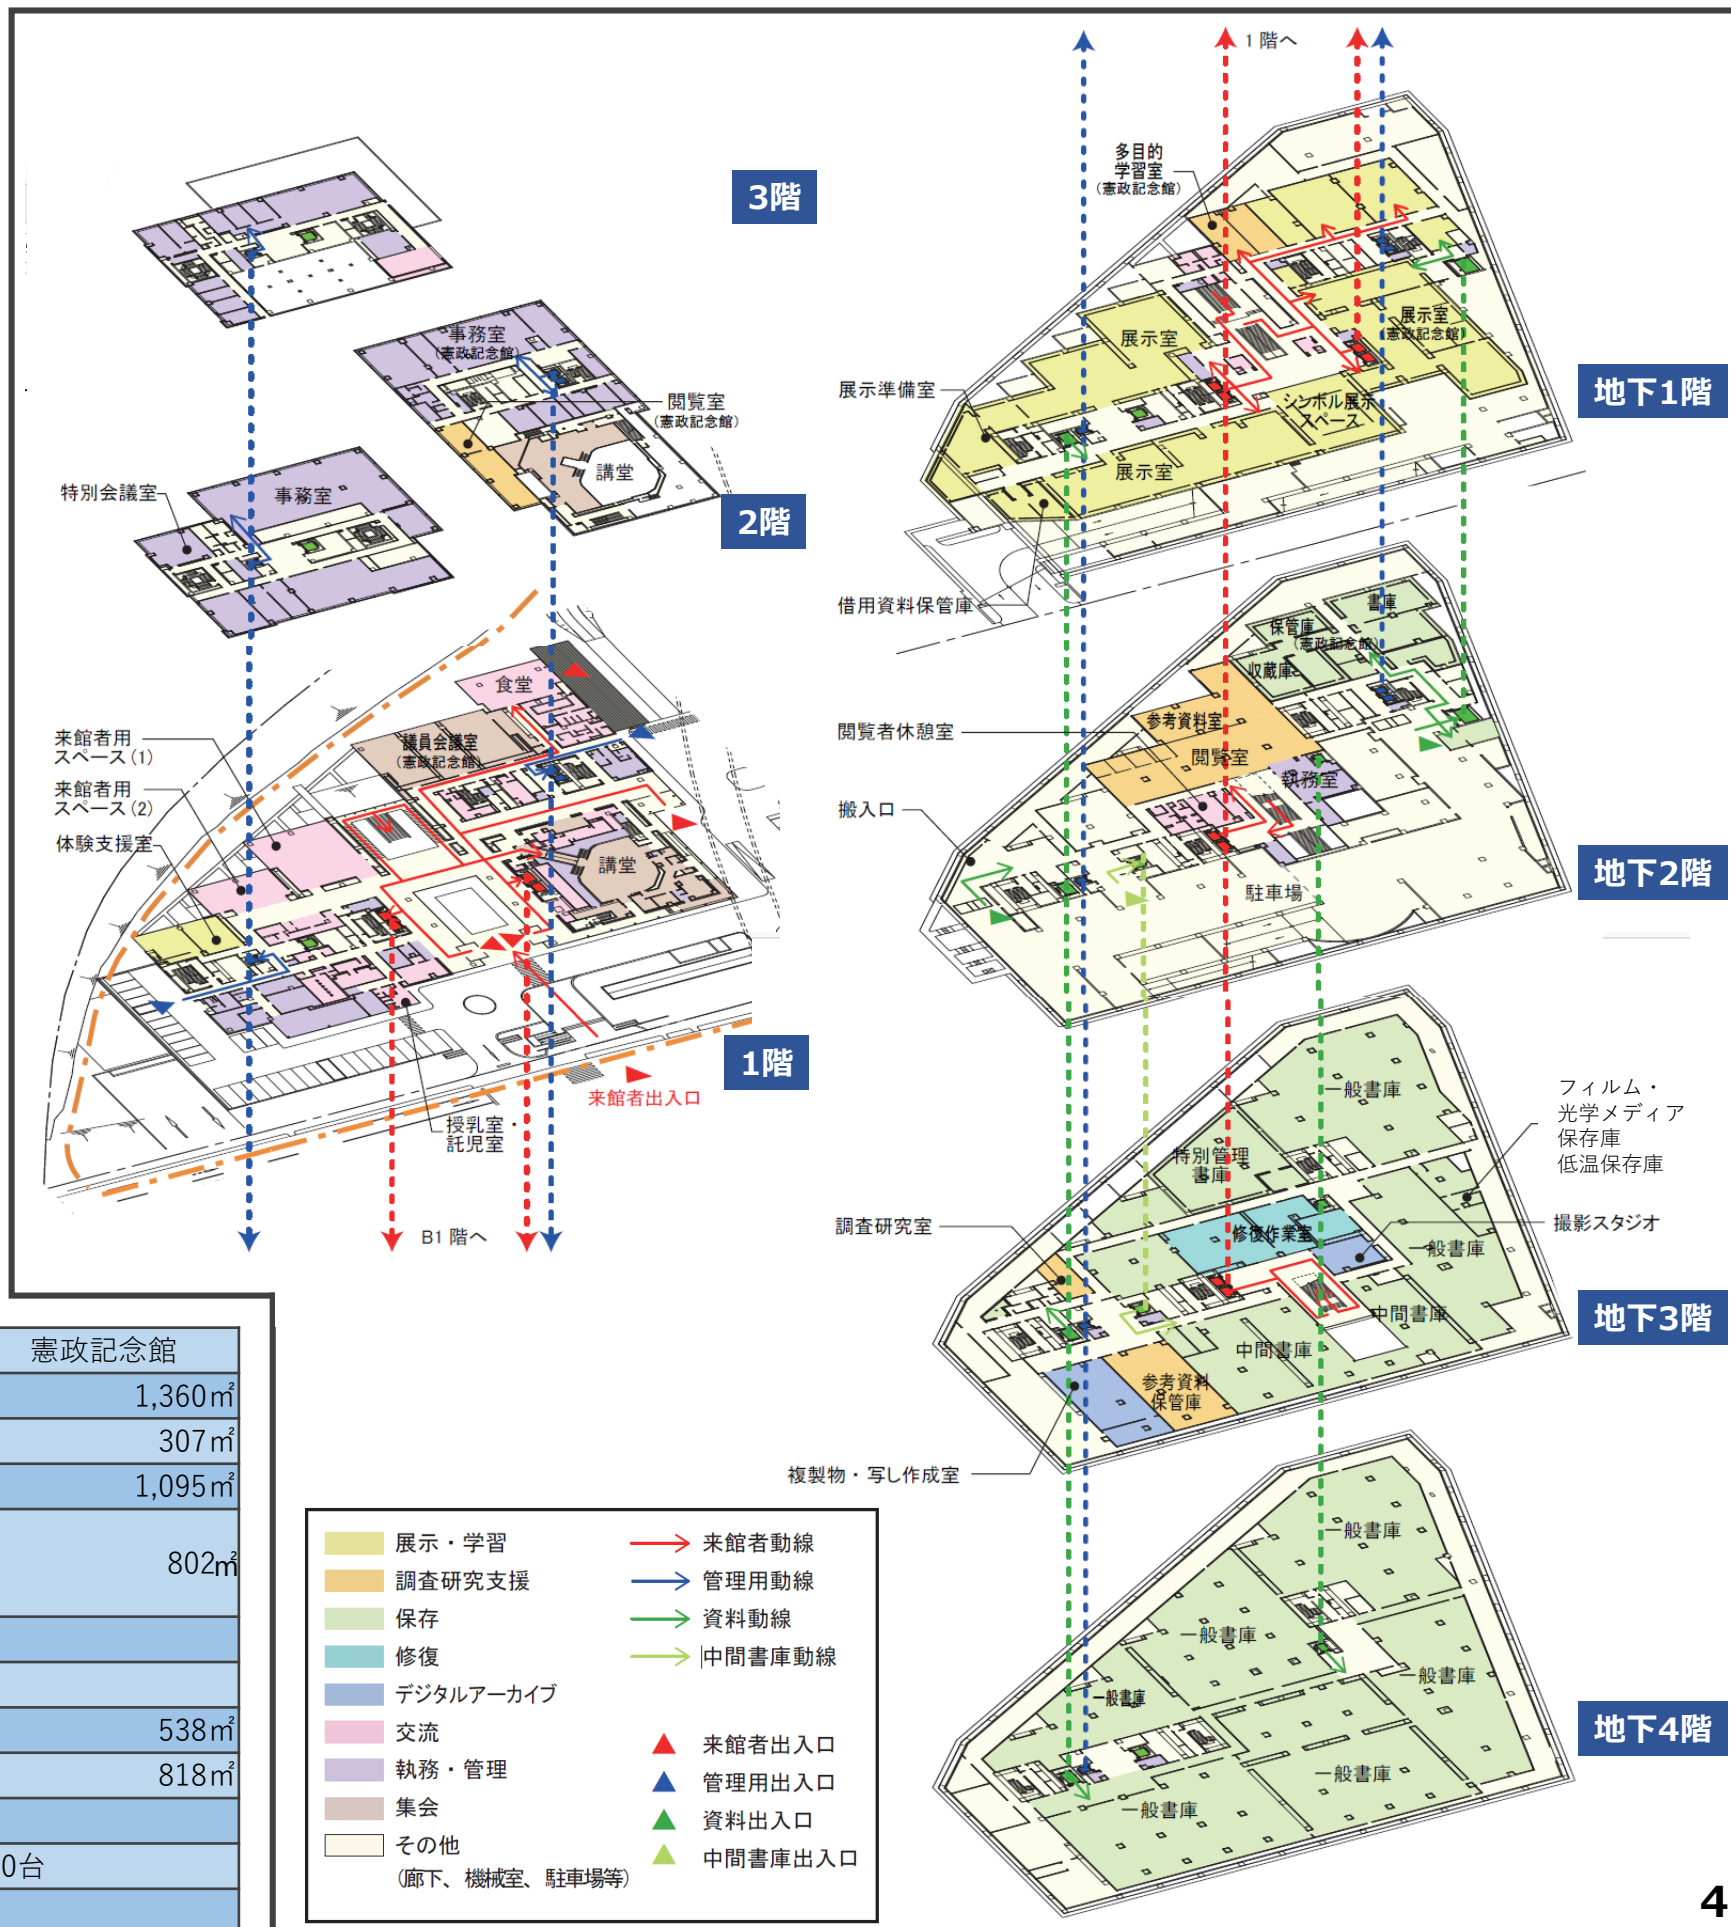 1階へ
3階
事務室
(憲政記念館)
閲覧室
(憲政記念館)
講堂
2階
特別会議室
事務室
食堂
議員会議室
(憲政記念館)
来館者用
スペース(1)
来館者用
スペース(2)
体験支援室
講堂
1階
来館者出入口
授乳室・
託児室
B1階へ
多目的
学習室
(憲政記念館)
展示室
展示室
(憲政記念館)
地下1階
展示準備室
シンボル展示
スペース
展示室
借用資料保管庫
書庫
保管庫
(憲政記念館)
収蔵庫
参考資料室
閲覧者休憩室
閲覧室
執務室
搬入口
駐車場
地下2階
一般書庫
フィルム・
光学メディア
保存庫
低温保存庫
特別管理
書庫
調査研究室
修復作業室
撮影スタジオ
一般書庫
中間書庫
地下3階
中間書庫
参考資料
保管庫
複製物・写し作成室
一般書庫
一般書庫
一般書庫
一般書庫
地下4階
一般書庫
一般書庫
憲政記念館
1,360㎡
307㎡
1,095㎡
802㎡
538㎡
818㎡
0台
展示・学習
調査研究支援
保存
修復
デジタルアーカイブ
交流
執務・管理
集会
その他
(廊下、機械室、駐車場等)
来館者動線
管理用動線
資料動線
中間書庫動線
来館者出入口
管理用出入口
資料出入口
中間書庫出入口
4